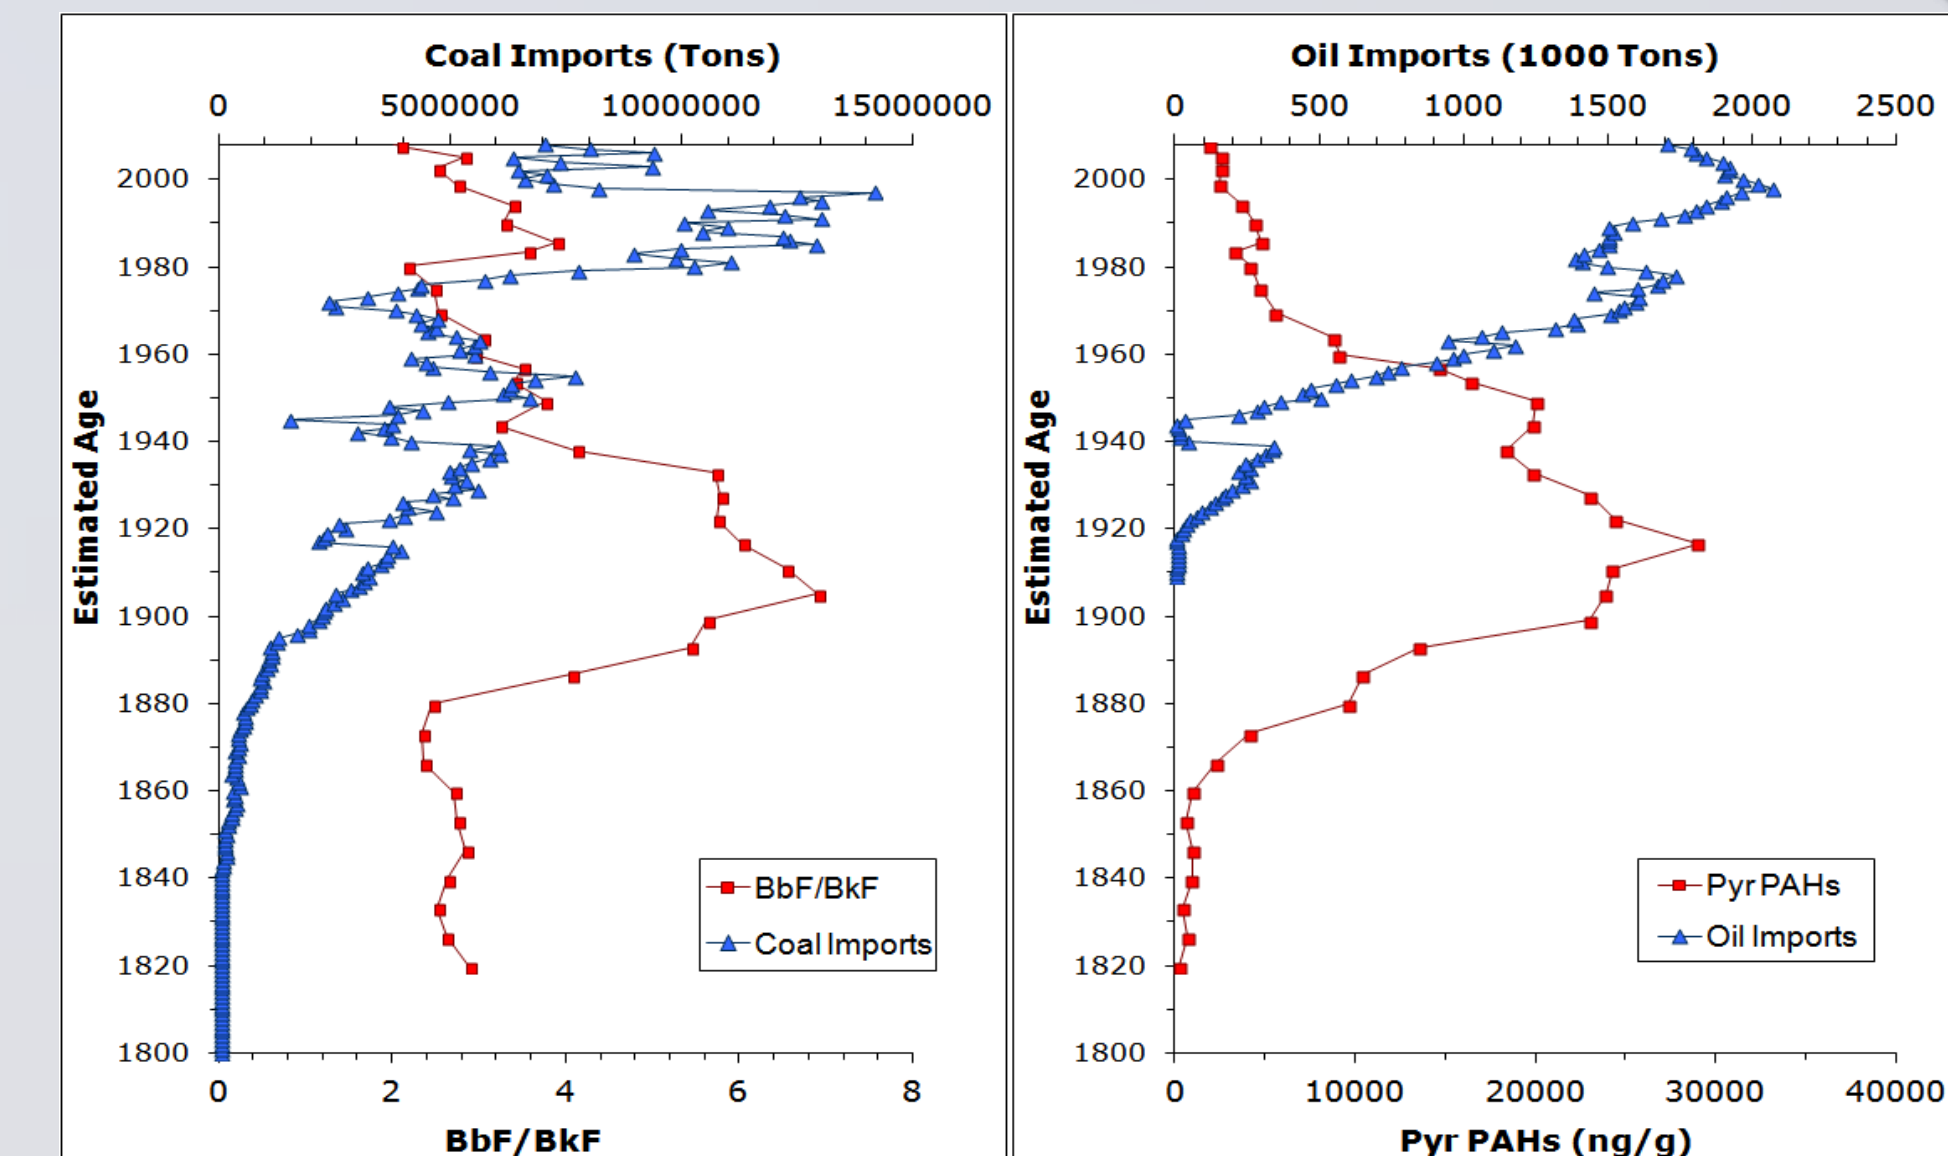 Coal Imports (Tons)
0 5000000 10000000 15000000
Estimated Age
2000
1980
1960
1940
1920
1900
1880
1860
1840
1820
1800
BbF/BkF
Coal Imports
0 2 4 6 8
BbF/BkF
Oil Imports (1000 Tons)
0 500 1000 1500 2000 2500
Estimated Age
2000
1980
1960
1940
1920
1900
1880
1860
1840
1820
1800
Pyr PAHs
Oil Imports
0 10000 20000 30000 40000
Pyr PAHs (ng/g)